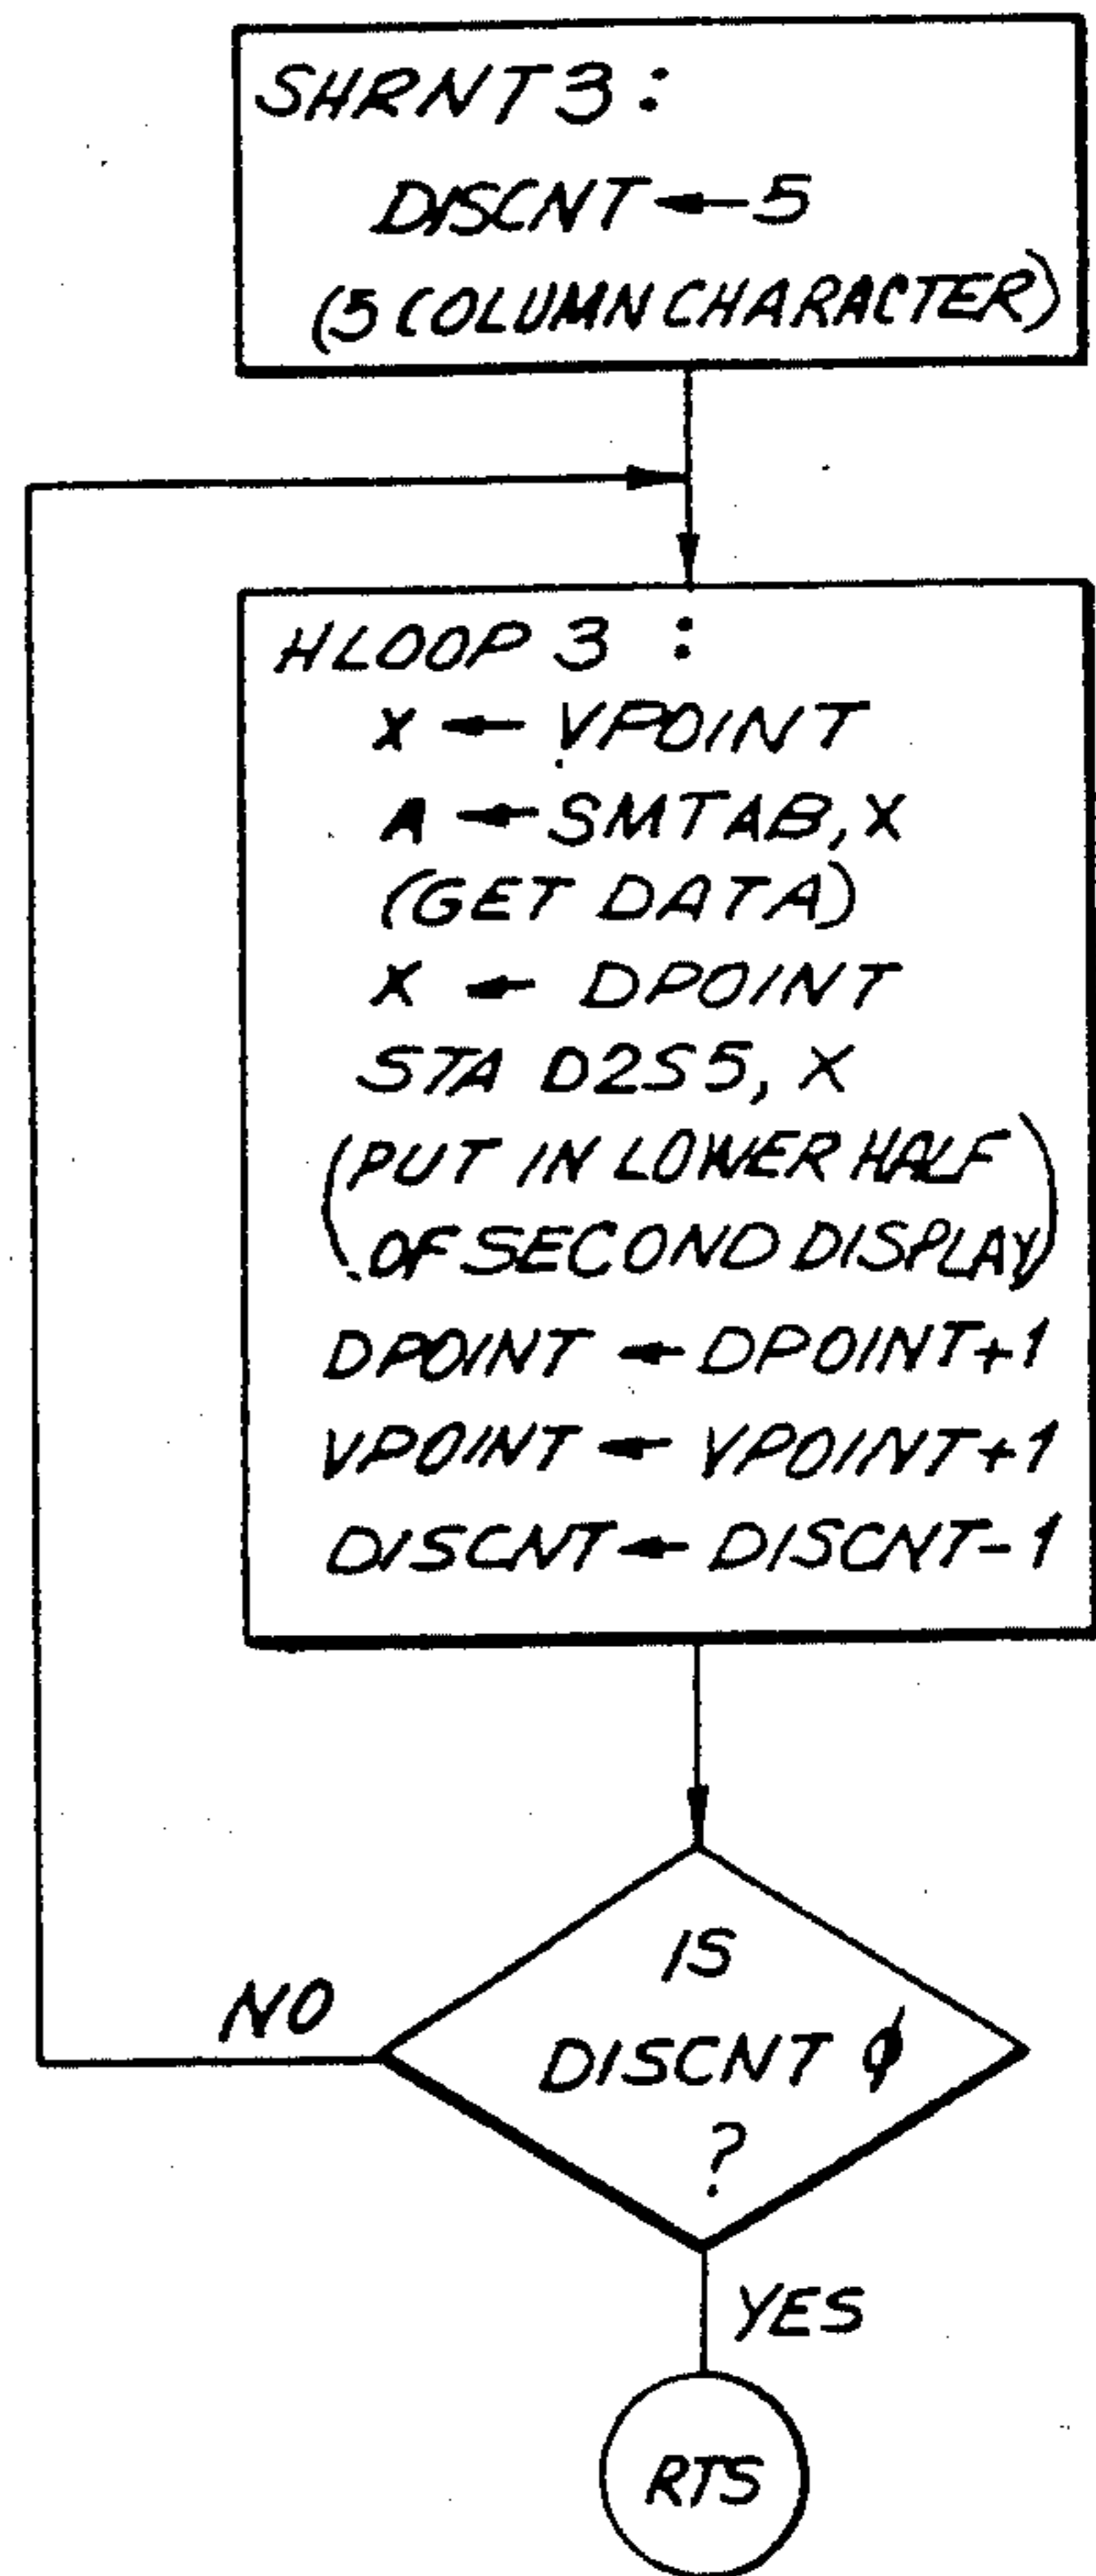 SHRNT3:
DISCNT ← 5
(5 COLUMN CHARACTER)
HLOOP 3 :
X ← VPOINT
A ← SMTAB, X
(GET DATA)
X ← DPOINT
STA D2S5, X
(PUT IN LOWER HALF
OF SECOND DISPLAY)
DPOINT ← DPOINT+1
VPOINT ← VPOINT+1
DISCNT ← DISCNT-1
IS
DISCNT ϕ
?
NO
YES
RTS